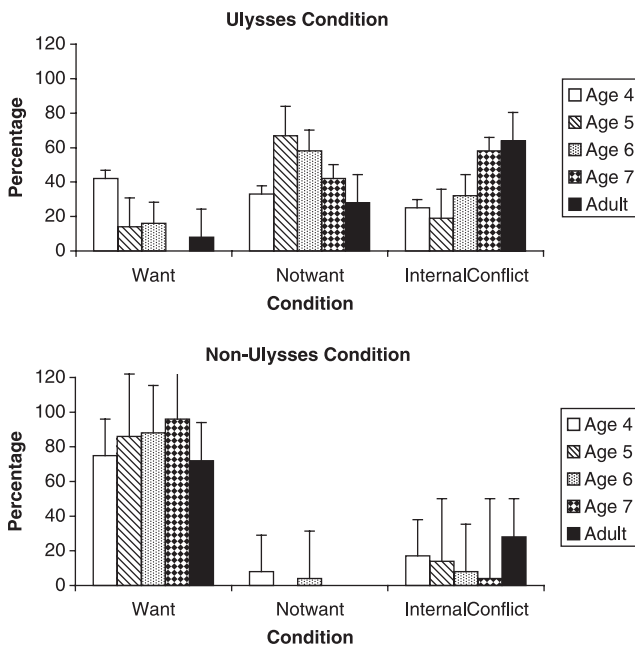 Ulysses Condition
Percentage
120
100
80
60
40
20
0
Want
Notwant
InternalConflict
Condition
Age 4
Age 5
Age 6
Age 7
Adult
Non-Ulysses Condition
Percentage
120
100
80
60
40
20
0
Want
Notwant
InternalConflict
Condition
Age 4
Age 5
Age 6
Age 7
Adult